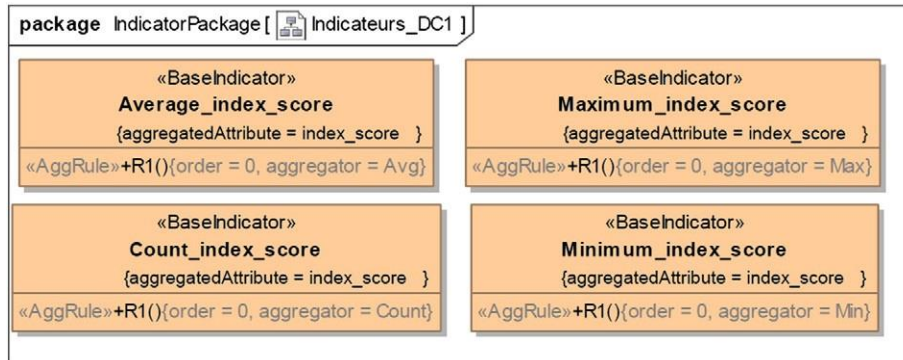 package IndicatorPackage [ Indicateurs_DC1 ]
«BaseIndicator»
Average_index_score
{aggregatedAttribute = index_score }
«AggRule»+R1(){order = 0, aggregator = Avg}
«BaseIndicator»
Maximum_index_score
{aggregatedAttribute = index_score }
«AggRule»+R1(){order = 0, aggregator = Max}
«BaseIndicator»
Count_index_score
{aggregatedAttribute = index_score }
«AggRule»+R1(){order = 0, aggregator = Count}
«BaseIndicator»
Minimum_index_score
{aggregatedAttribute = index_score }
«AggRule»+R1(){order = 0, aggregator = Min}